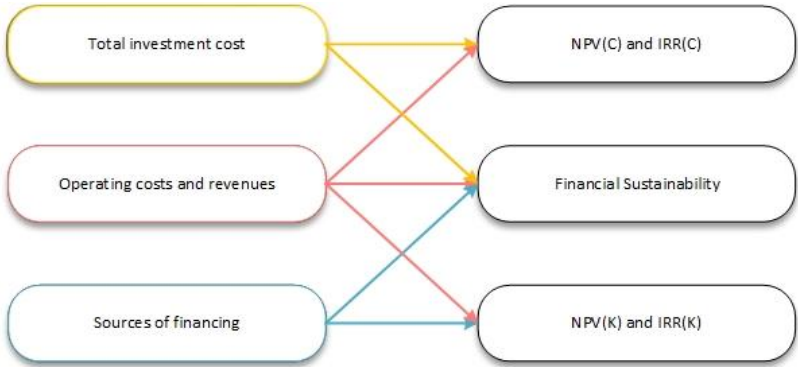 Total investment cost
NPV(C) and IRR(C)
Operating costs and revenues
Financial Sustainability
Sources of financing
NPV(K) and IRR(K)